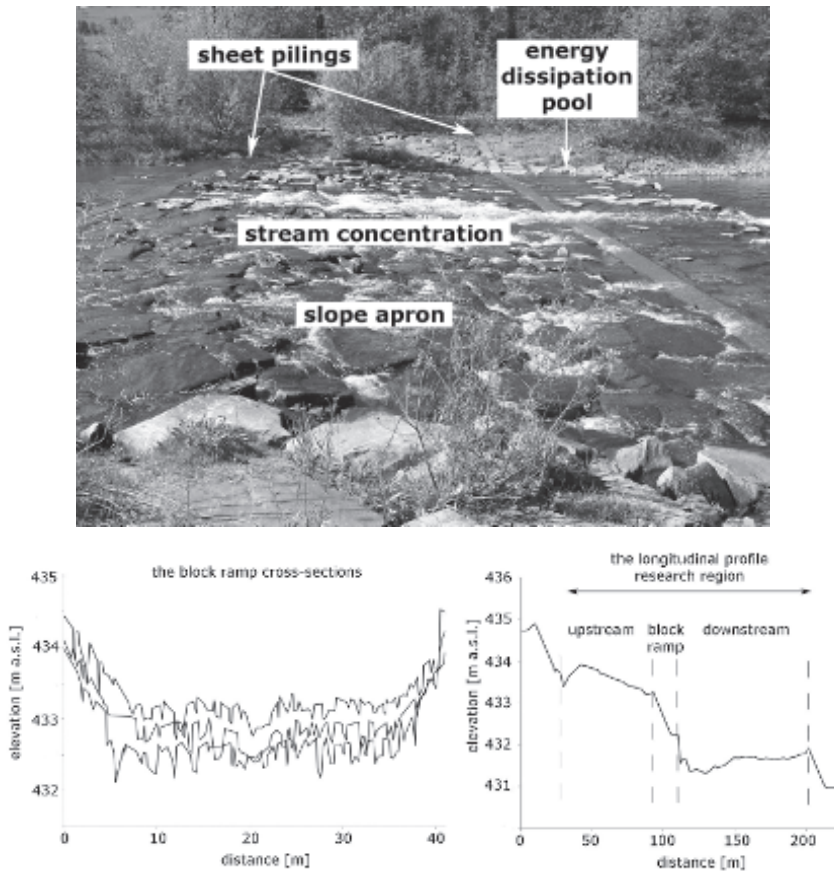 sheet pilings
energy
dissipation
pool
stream concentration
slope apron
the block ramp cross-sections
435
434
433
432
elevation [m a.s.l.]
0
10
20
30
40
distance [m]
the longitudinal profile
research region
436
435
434
433
432
431
elevation [m a.s.l.]
upstream
block
ramp
downstream
0
50
100
150
200
distance [m]